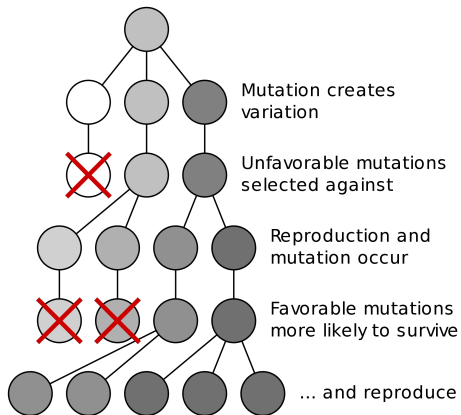 Mutation creates
variation
Unfavorable mutations
selected against
Reproduction and
mutation occur
Favorable mutations
more likely to survive
... and reproduce